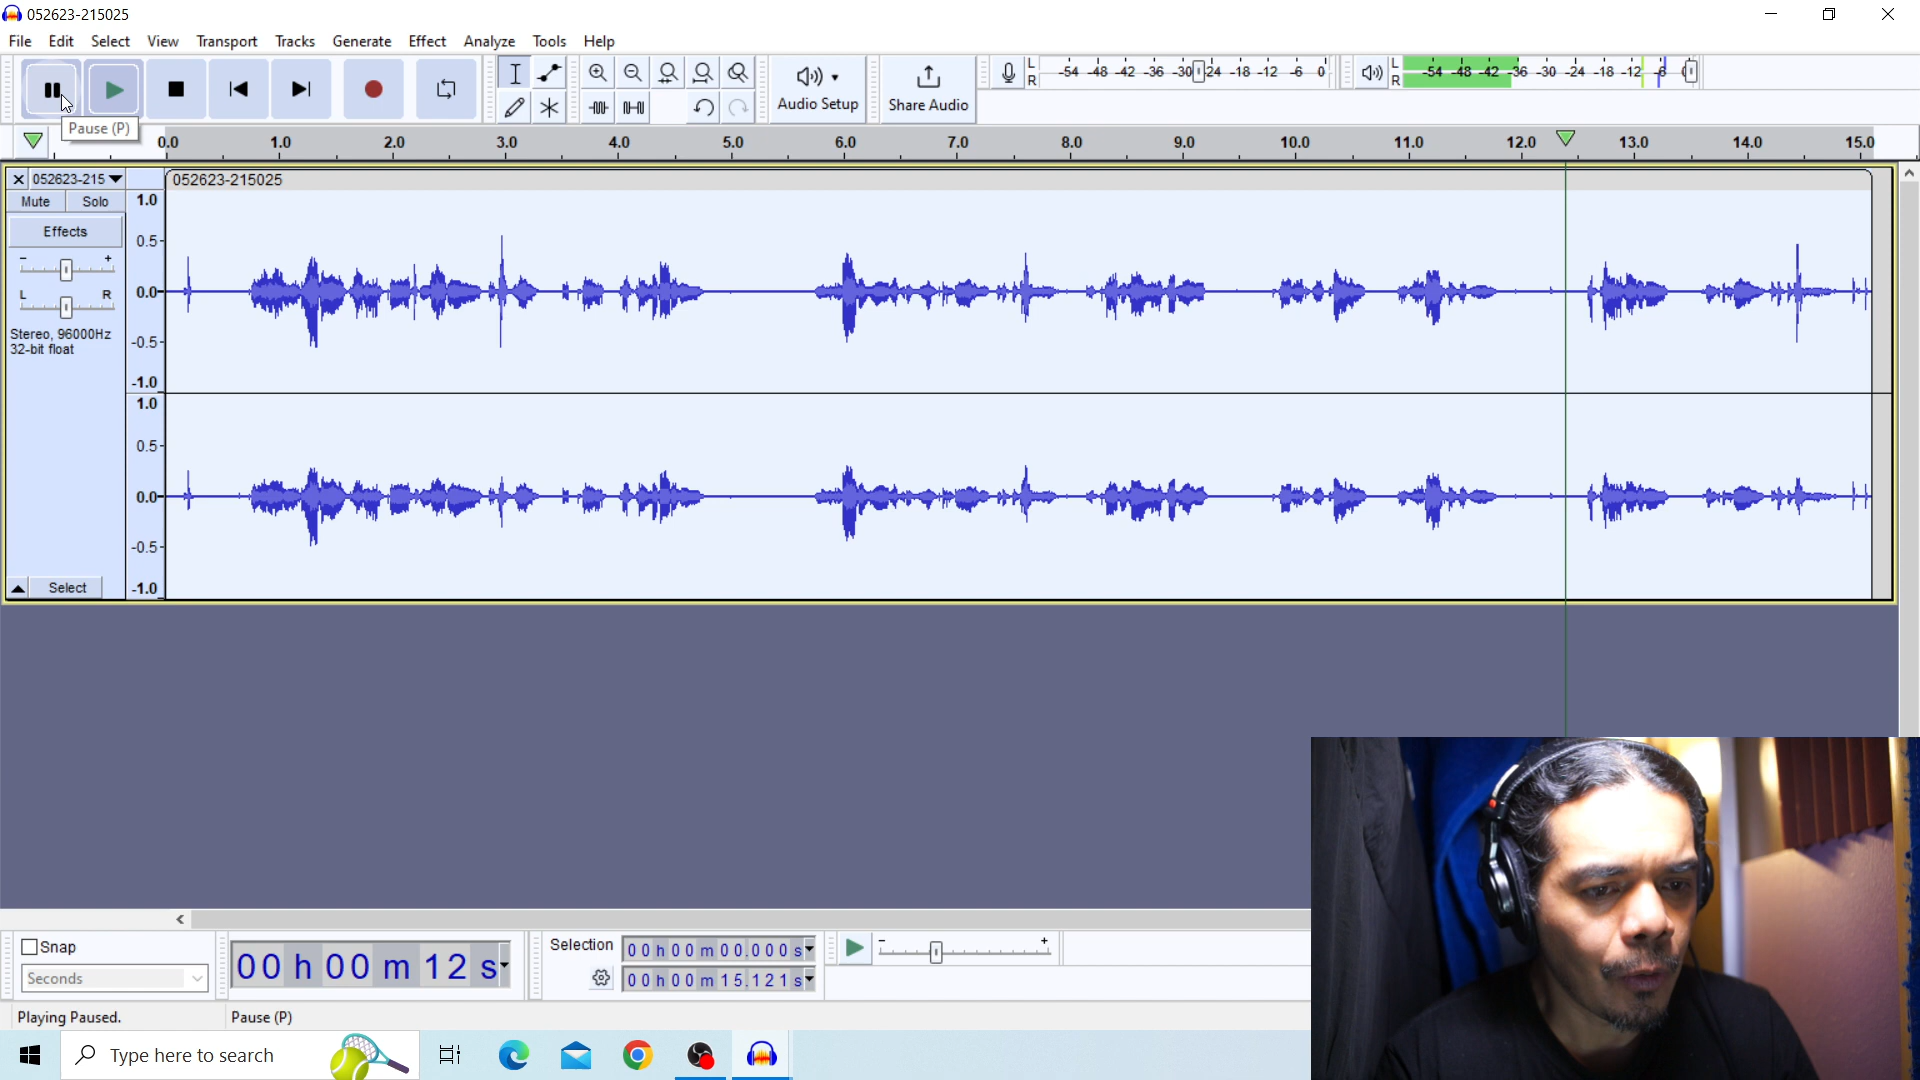 052623-215025
File Edit Select View Transport Tracks Generate Effect Analyze Tools Help
Audio Setup
Share Audio
L
R
-54 -48 -42 -36 -30 -24 -18 -12 -6 0
L
R
-54 -48 -42 -36 -30 -24 -18 -12 -6 0
Pause (P)
0.0 1.0 2.0 3.0 4.0 5.0 6.0 7.0 8.0 9.0 10.0 11.0 12.0 13.0 14.0 15.0
052623-215
052623-215025
Mute Solo
Effects
- +
L R
Stereo, 96000Hz
32-bit float
Select
1.0
0.5-
0.0-
-0.5-
-1.0
1.0
0.5-
0.0-
-0.5-
-1.0
Snap
Seconds
00 h 00 m 12 s
Selection
00 h 00 m 00.000 s
00 h 00 m 15.121 s
- +
Playing Paused.
Pause (P)
Type here to search